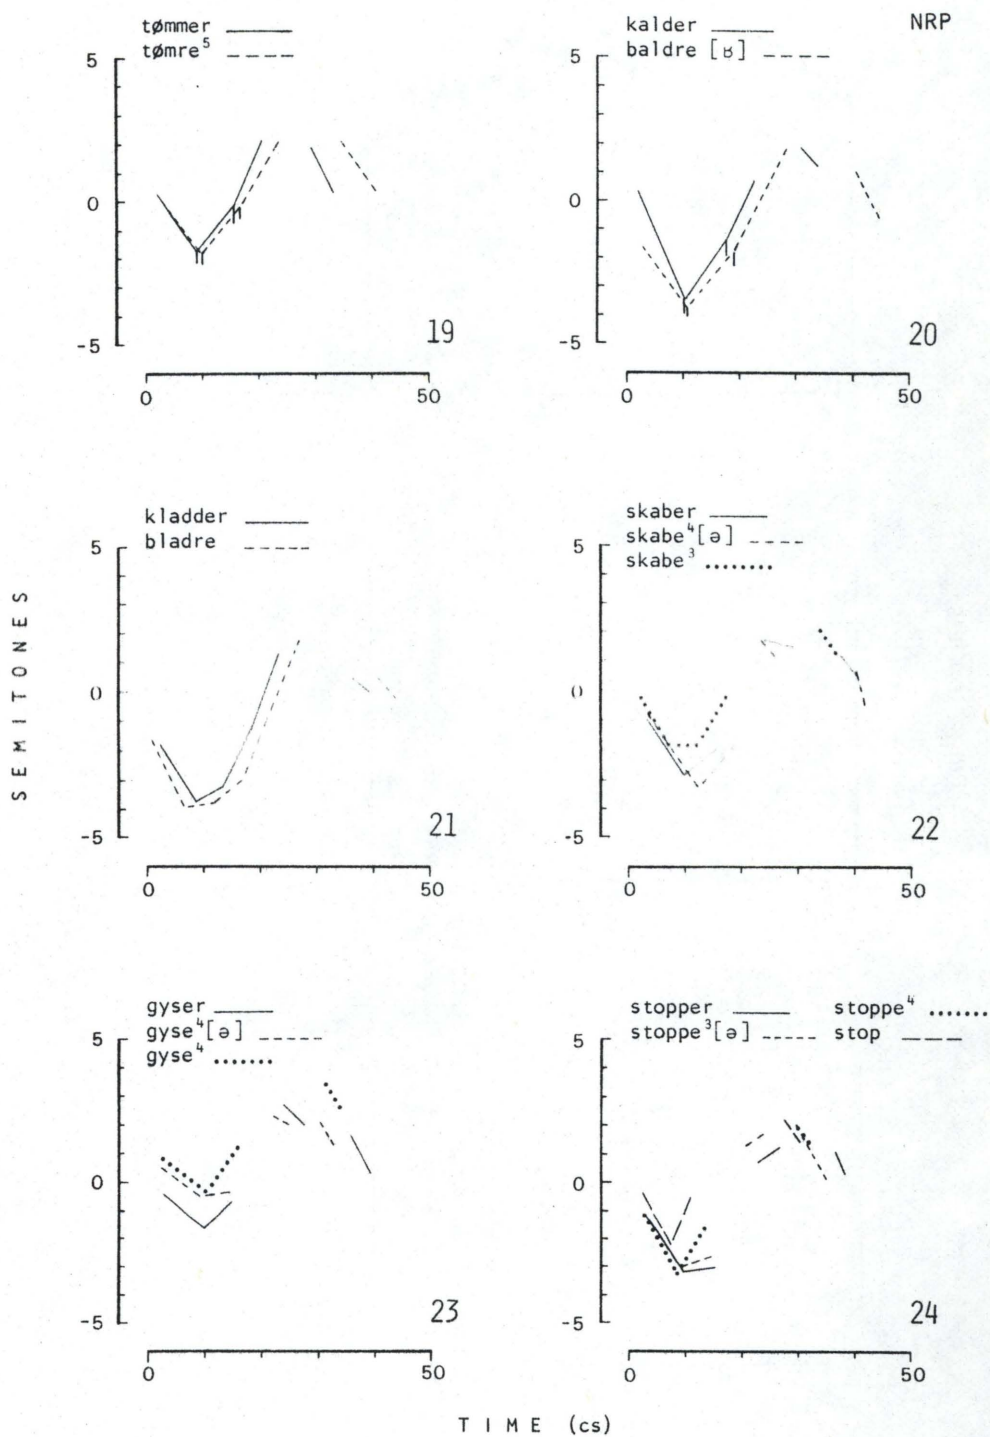 NRP
tømmer
tømre⁵
5
0
-5
19
0 50
kalder
baldre [ʁ]
5
0
-5
20
0 50
kladder
bladre
5
0
-5
21
0 50
skaber
skabe⁴[ə]
skabe³
5
0
-5
22
0 50
SEMITONES
gyser
gyse⁴[ə]
gyse⁴
5
0
-5
23
0 50
stopper stoppe⁴
stoppe³[ə] stop
5
0
-5
24
0 50
TIME (cs)